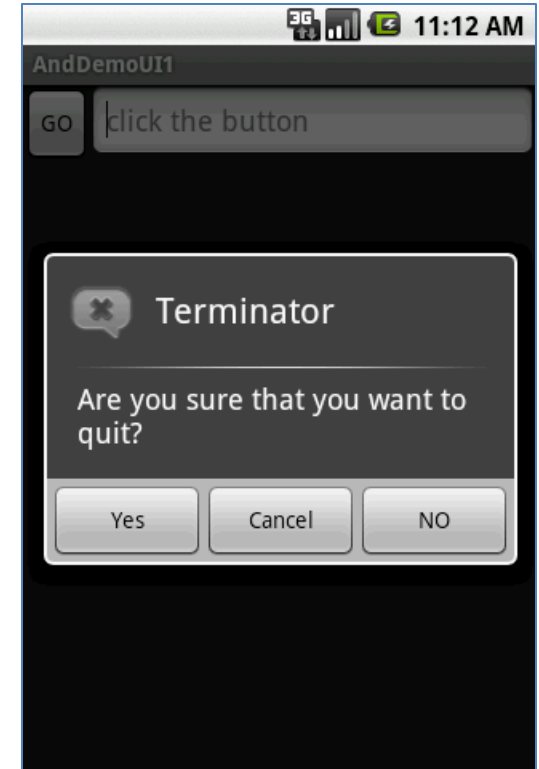 3G 11:12 AM
AndDemoUI1
GO click the button
Terminator
Are you sure that you want to
quit?
Yes Cancel NO